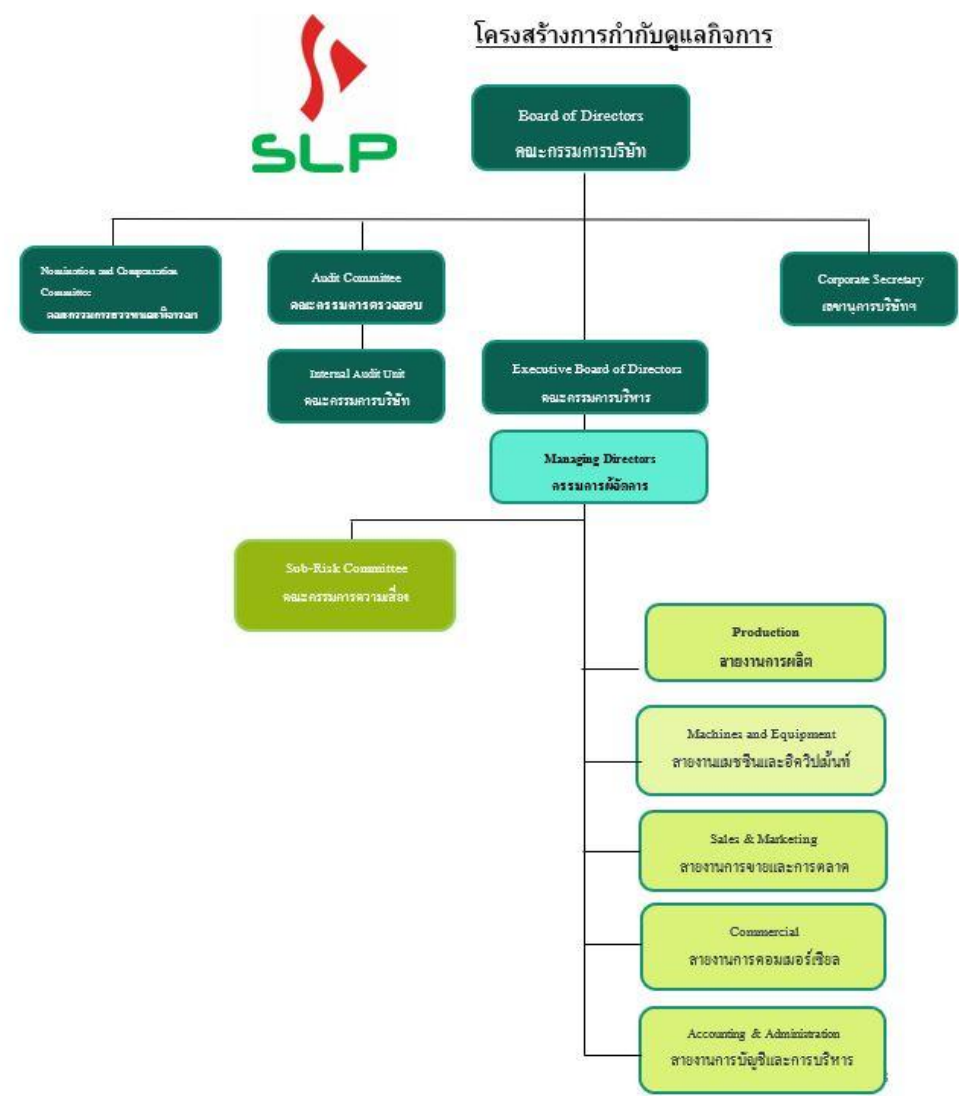 โครงสร้างการกำกับดูแลกิจการ
SLP
Board of Directors
คณะกรรมการบริษัท
Nomination and Compensation
Committee
Audit Committee
คณะกรรมการตรวจสอบ
Corporate Secretary
เลขานุการบริษัทฯ
Internal Audit Unit
คณะกรรมการบริษัท
Executive Board of Directors
คณะกรรมการบริหาร
Managing Directors
กรรมการผู้จัดการ
Sub-Risk Committee
คณะกรรมการความเสี่ยง
Production
สายงานการผลิต
Machines and Equipment
สายงานแมชชีนและอิควิปเม้นท์
Sales & Marketing
สายงานการขายและการตลาด
Commercial
สายงานการคอมเมอร์เชียล
Accounting & Administration
สายงานการบัญชีและการบริหาร